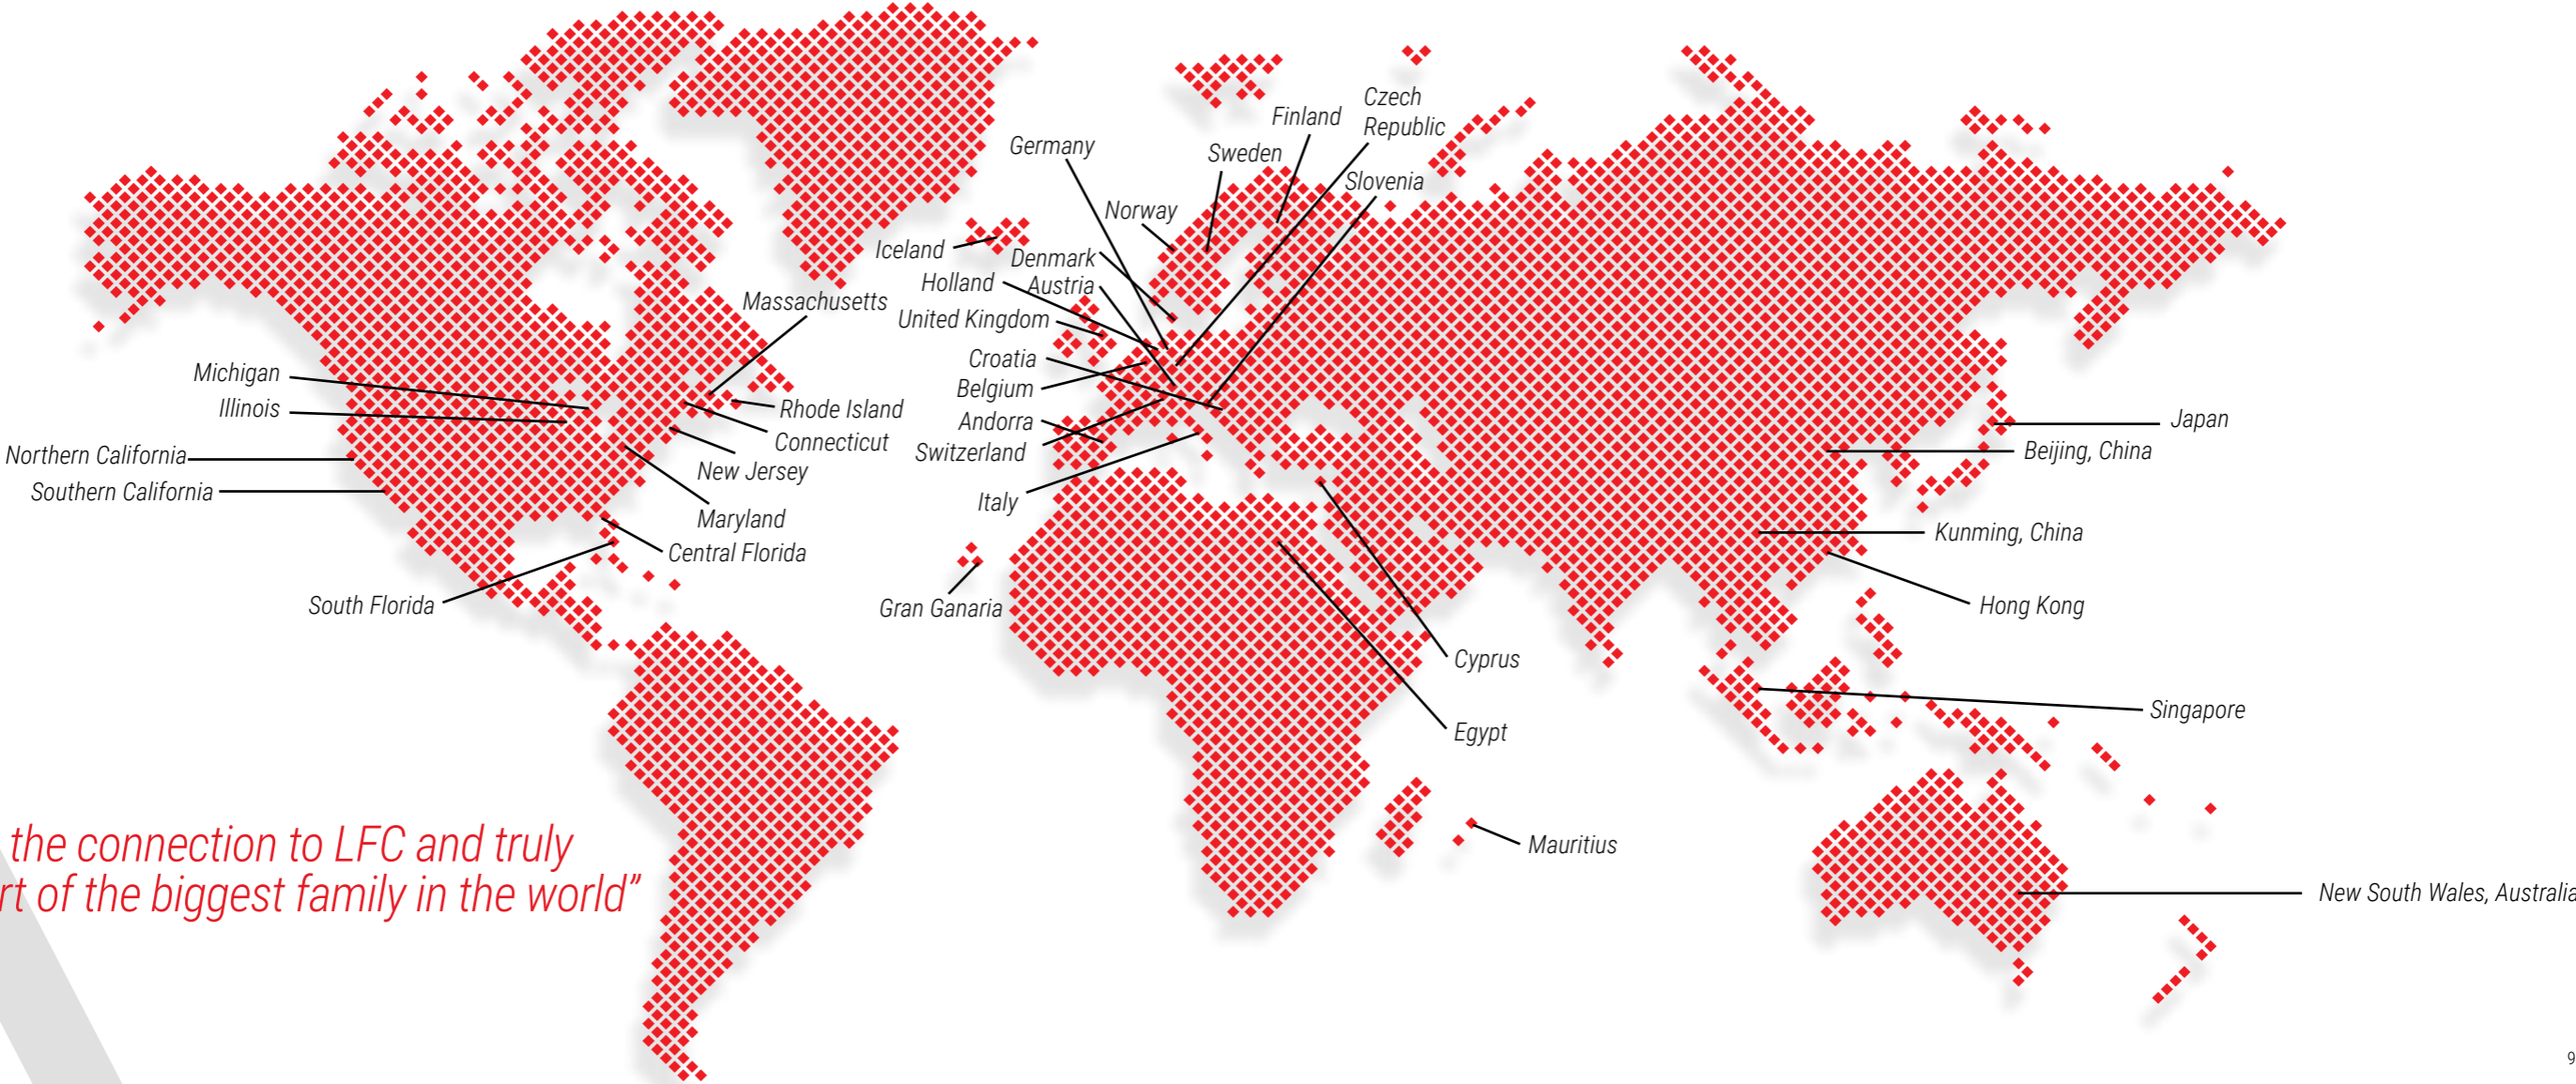 Czech
Republic
Finland
Germany
Sweden
Slovenia
Norway
Iceland
Denmark
Holland
Austria
Massachusetts
United Kingdom
Croatia
Michigan
Belgium
Illinois
Rhode Island
Andorra
Japan
Connecticut
Switzerland
Beijing, China
Northern California
New Jersey
Southern California
Italy
Maryland
Kunming, China
Central Florida
South Florida
Gran Ganaria
Hong Kong
Cyprus
Singapore
Egypt
Mauritius
the connection to LFC and truly
rt of the biggest family in the world”
New South Wales, Australia
9